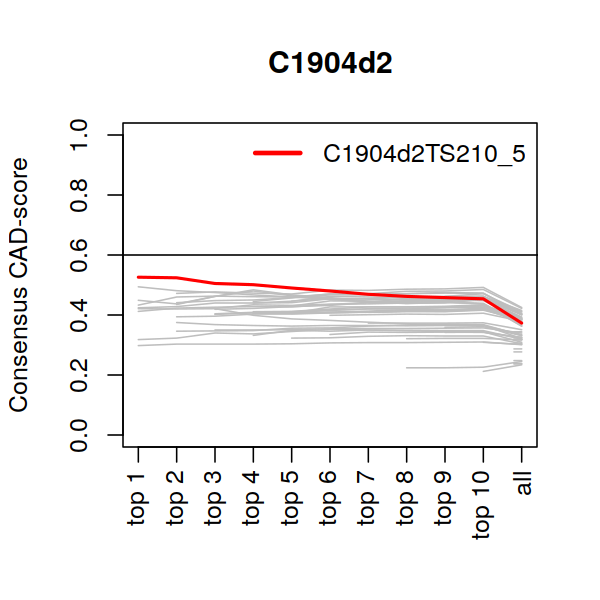 C1904d2
C1904d2TS210_5
Consensus CAD-score
1.0
0.8
0.6
0.4
0.2
0.0
top 1
top 2
top 3
top 4
top 5
top 6
top 7
top 8
top 9
top 10
all